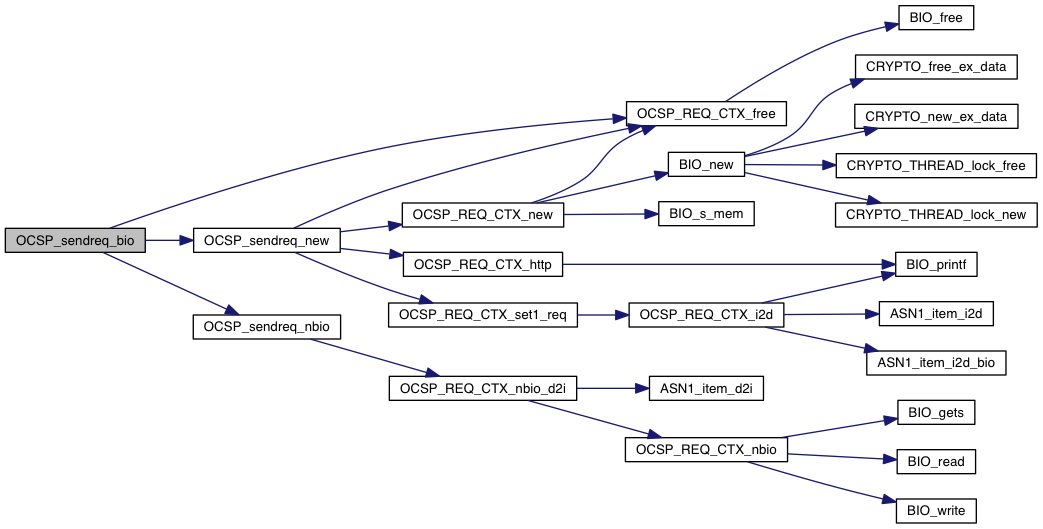 OCSP_sendreq_bio
OCSP_sendreq_new
OCSP_sendreq_nbio
OCSP_REQ_CTX_new
OCSP_REQ_CTX_http
OCSP_REQ_CTX_set1_req
OCSP_REQ_CTX_nbio_d2i
OCSP_REQ_CTX_free
BIO_new
BIO_s_mem
OCSP_REQ_CTX_i2d
ASN1_item_d2i
OCSP_REQ_CTX_nbio
BIO_free
CRYPTO_free_ex_data
CRYPTO_new_ex_data
CRYPTO_THREAD_lock_free
CRYPTO_THREAD_lock_new
BIO_printf
ASN1_item_i2d
ASN1_item_i2d_bio
BIO_gets
BIO_read
BIO_write